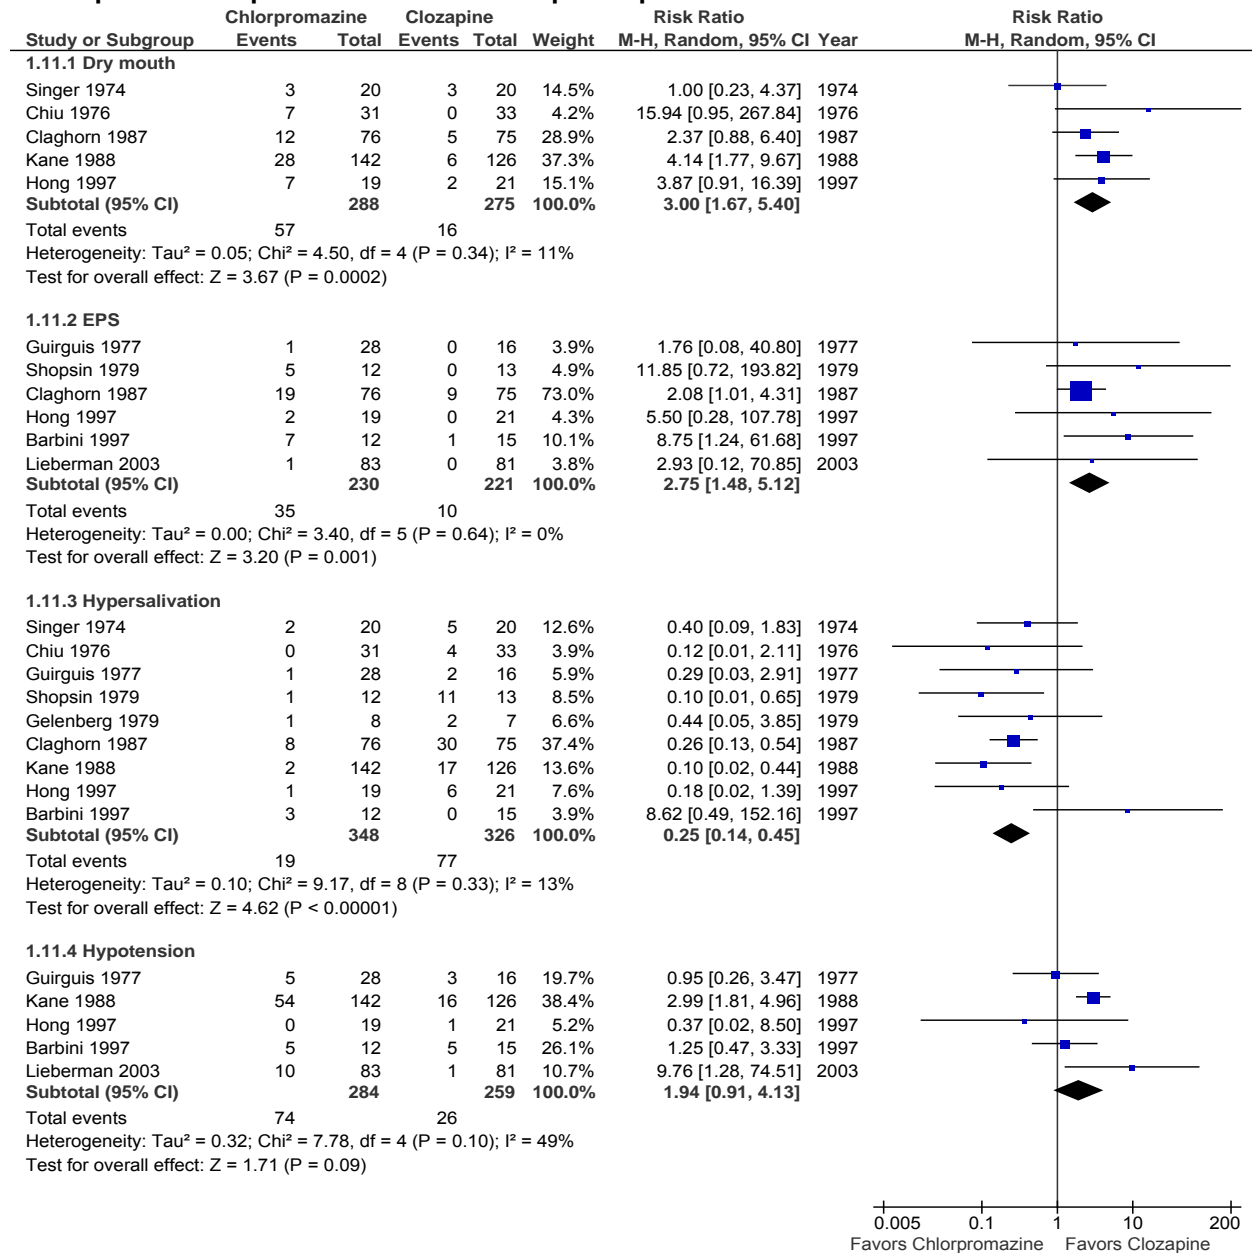 Chlorpromazine Clozapine Risk Ratio Risk Ratio
Study or Subgroup Events Total Events Total Weight M-H, Random, 95% CI Year M-H, Random, 95% CI
1.11.1 Dry mouth
Singer 1974 3 20 3 20 14.5% 1.00 [0.23, 4.37] 1974
Chiu 1976 7 31 0 33 4.2% 15.94 [0.95, 267.84] 1976
Claghorn 1987 12 76 5 75 28.9% 2.37 [0.88, 6.40] 1987
Kane 1988 28 142 6 126 37.3% 4.14 [1.77, 9.67] 1988
Hong 1997 7 19 2 21 15.1% 3.87 [0.91, 16.39] 1997
Subtotal (95% CI) 288 275 100.0% 3.00 [1.67, 5.40]
Total events 57 16
Heterogeneity: Tau² = 0.05; Chi² = 4.50, df = 4 (P = 0.34); I² = 11%
Test for overall effect: Z = 3.67 (P = 0.0002)
1.11.2 EPS
Guirguis 1977 1 28 0 16 3.9% 1.76 [0.08, 40.80] 1977
Shopsin 1979 5 12 0 13 4.9% 11.85 [0.72, 193.82] 1979
Claghorn 1987 19 76 9 75 73.0% 2.08 [1.01, 4.31] 1987
Hong 1997 2 19 0 21 4.3% 5.50 [0.28, 107.78] 1997
Barbini 1997 7 12 1 15 10.1% 8.75 [1.24, 61.68] 1997
Lieberman 2003 1 83 0 81 3.8% 2.93 [0.12, 70.85] 2003
Subtotal (95% CI) 230 221 100.0% 2.75 [1.48, 5.12]
Total events 35 10
Heterogeneity: Tau² = 0.00; Chi² = 3.40, df = 5 (P = 0.64); I² = 0%
Test for overall effect: Z = 3.20 (P = 0.001)
1.11.3 Hypersalivation
Singer 1974 2 20 5 20 12.6% 0.40 [0.09, 1.83] 1974
Chiu 1976 0 31 4 33 3.9% 0.12 [0.01, 2.11] 1976
Guirguis 1977 1 28 2 16 5.9% 0.29 [0.03, 2.91] 1977
Shopsin 1979 1 12 11 13 8.5% 0.10 [0.01, 0.65] 1979
Gelenberg 1979 1 8 2 7 6.6% 0.44 [0.05, 3.85] 1979
Claghorn 1987 8 76 30 75 37.4% 0.26 [0.13, 0.54] 1987
Kane 1988 2 142 17 126 13.6% 0.10 [0.02, 0.44] 1988
Hong 1997 1 19 6 21 7.6% 0.18 [0.02, 1.39] 1997
Barbini 1997 3 12 0 15 3.9% 8.62 [0.49, 152.16] 1997
Subtotal (95% CI) 348 326 100.0% 0.25 [0.14, 0.45]
Total events 19 77
Heterogeneity: Tau² = 0.10; Chi² = 9.17, df = 8 (P = 0.33); I² = 13%
Test for overall effect: Z = 4.62 (P < 0.00001)
1.11.4 Hypotension
Guirguis 1977 5 28 3 16 19.7% 0.95 [0.26, 3.47] 1977
Kane 1988 54 142 16 126 38.4% 2.99 [1.81, 4.96] 1988
Hong 1997 0 19 1 21 5.2% 0.37 [0.02, 8.50] 1997
Barbini 1997 5 12 5 15 26.1% 1.25 [0.47, 3.33] 1997
Lieberman 2003 10 83 1 81 10.7% 9.76 [1.28, 74.51] 2003
Subtotal (95% CI) 284 259 100.0% 1.94 [0.91, 4.13]
Total events 74 26
Heterogeneity: Tau² = 0.32; Chi² = 7.78, df = 4 (P = 0.10); I² = 49%
Test for overall effect: Z = 1.71 (P = 0.09)
0.005 0.1 1 10 200
Favors Chlorpromazine Favors Clozapine